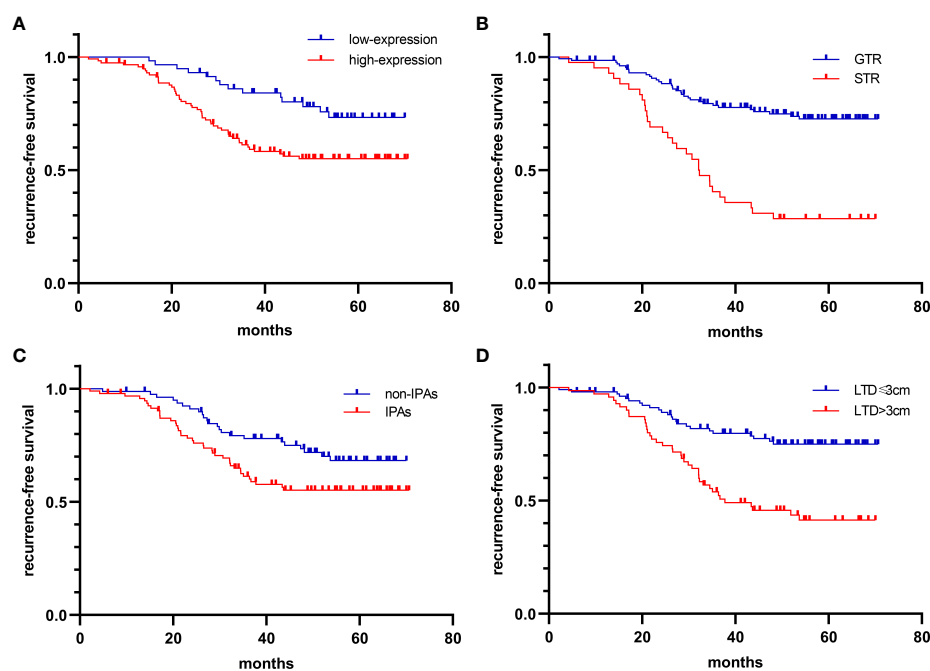 A
low-expression
high-expression
recurrence-free survival
1.0
0.5
0.0
0 20 40 60 80
months
B
GTR
STR
recurrence-free survival
1.0
0.5
0.0
0 20 40 60 80
months
C
non-IPAs
IPAs
recurrence-free survival
1.0
0.5
0.0
0 20 40 60 80
months
D
LTD≤3cm
LTD>3cm
recurrence-free survival
1.0
0.5
0.0
0 20 40 60 80
months